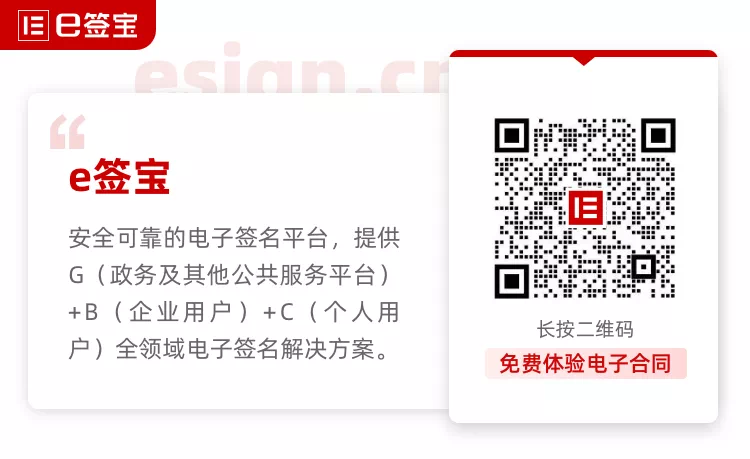 e签宝
esign.cn
e签宝
安全可靠的电子签名平台，提供
G（政务及其他公共服务平台）
+B（企业用户）+C（个人用
户）全领域电子签名解决方案。
长按二维码
免费体验电子合同